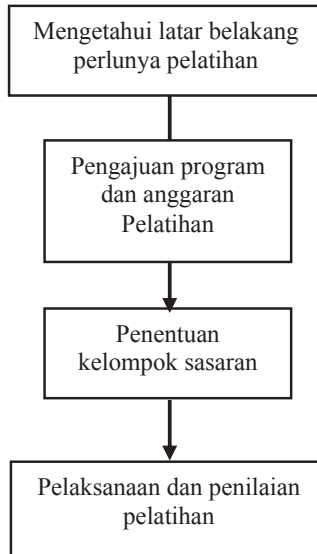 Mengetahui latar belakang
perlunya pelatihan
Pengajuan program
dan anggaran
Pelatihan
Penentuan
kelompok sasaran
Pelaksanaan dan penilaian
pelatihan